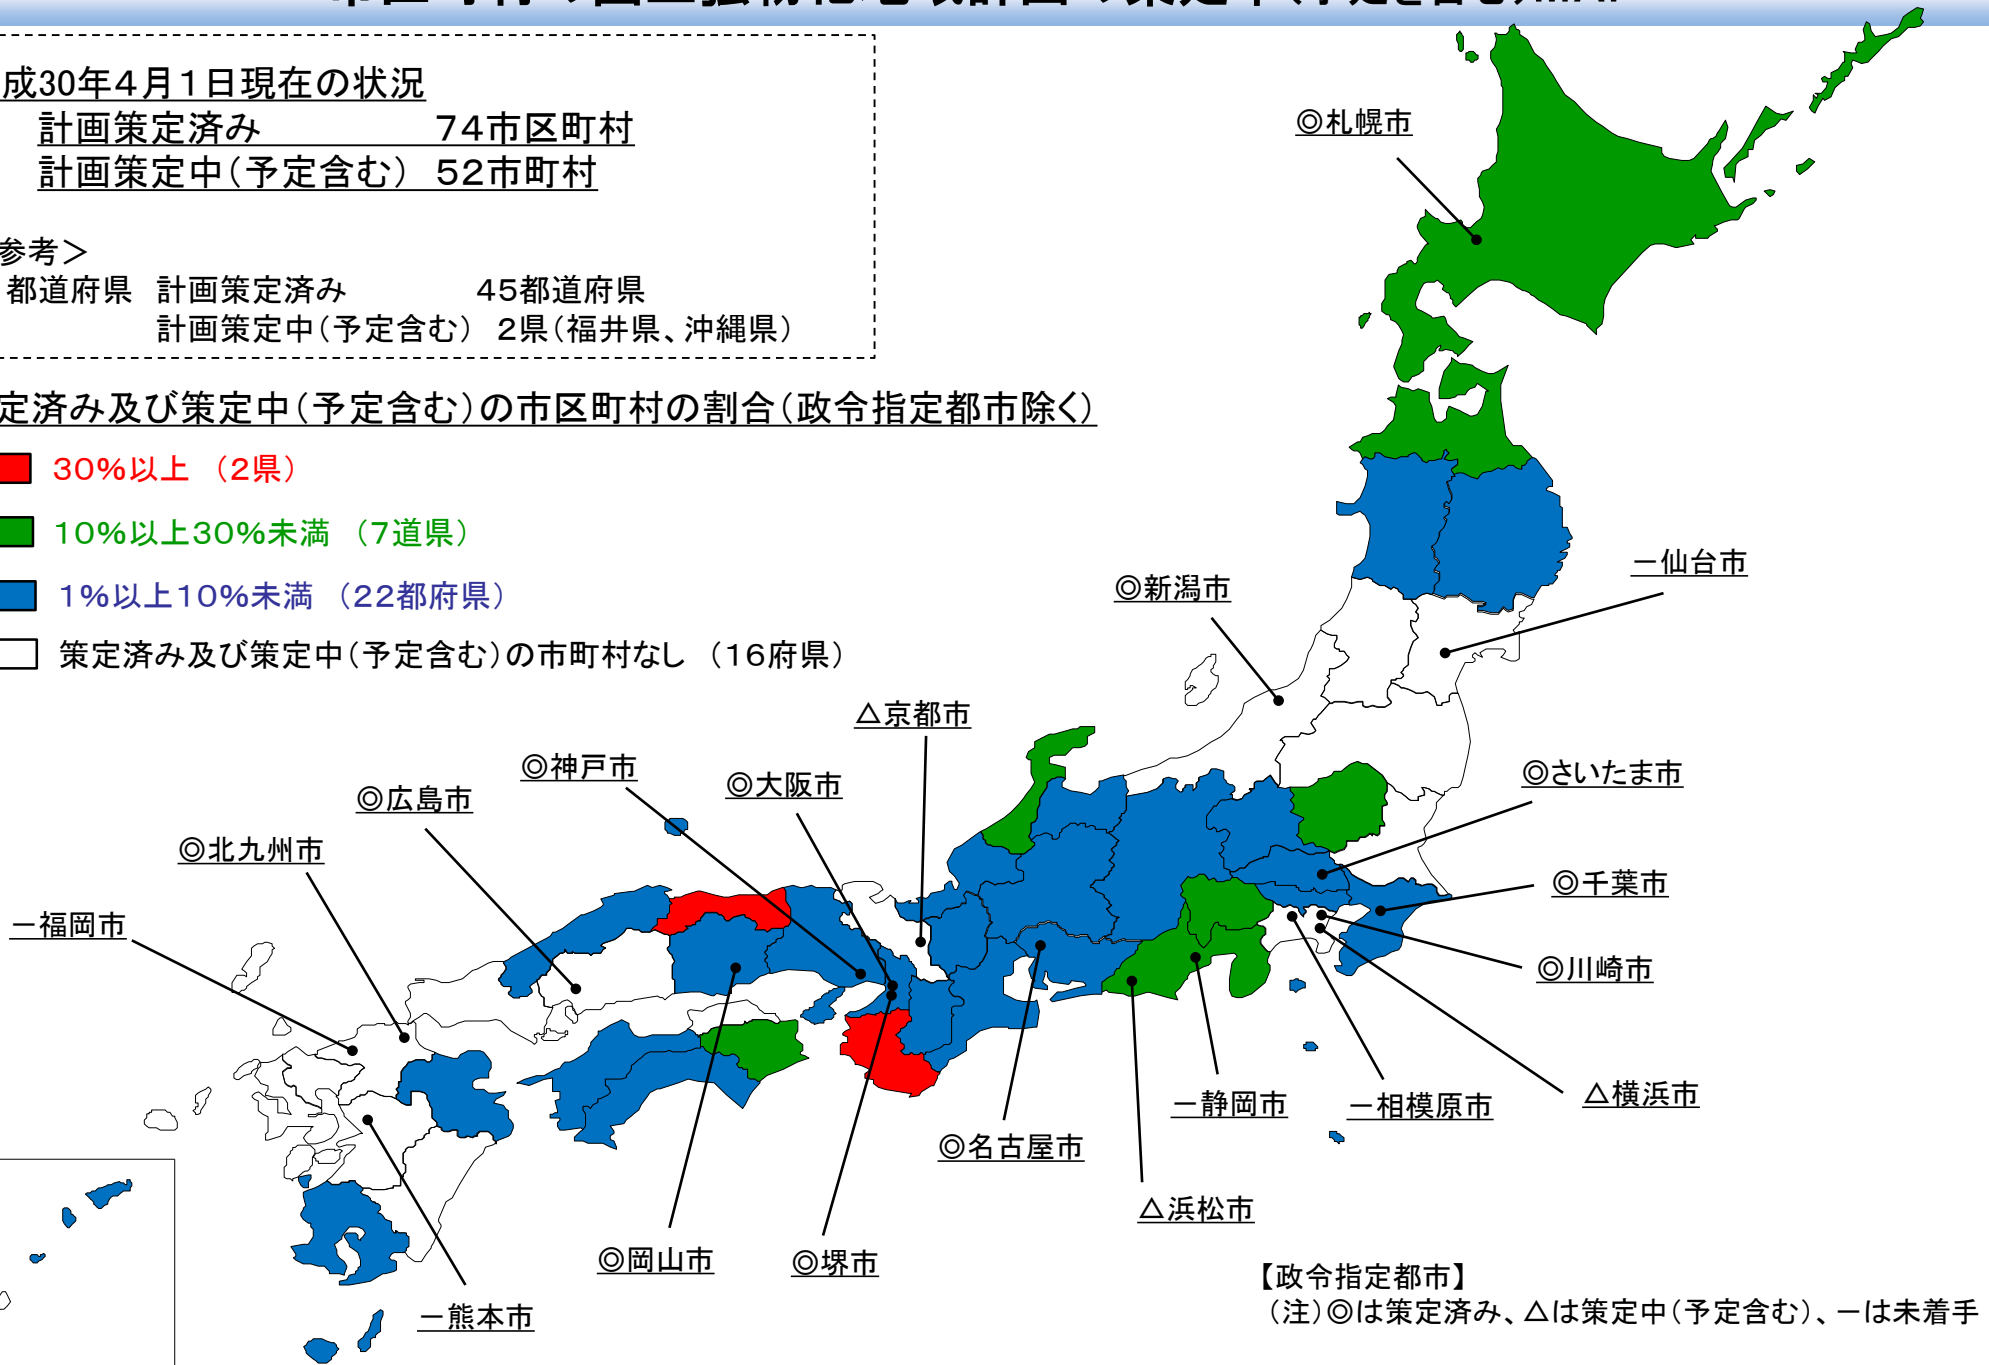 成30年4月1日現在の状況
計画策定済み 74市区町村
計画策定中(予定含む) 52市町村
参考>
都道府県 計画策定済み 45都道府県
計画策定中(予定含む) 2県(福井県、沖縄県)
定済み及び策定中(予定含む)の市区町村の割合(政令指定都市除く)
30%以上 (2県)
10%以上30%未満 (7道県)
1%以上10%未満 (22都府県)
策定済み及び策定中(予定含む)の市町村なし (16府県)
◎札幌市
－仙台市
◎新潟市
△京都市
◎神戸市
◎大阪市
◎さいたま市
◎広島市
◎北九州市
◎千葉市
－福岡市
◎川崎市
△横浜市
－静岡市
－相模原市
◎名古屋市
△浜松市
◎岡山市
◎堺市
－熊本市
【政令指定都市】
(注)◎は策定済み、△は策定中(予定含む)、－は未着手